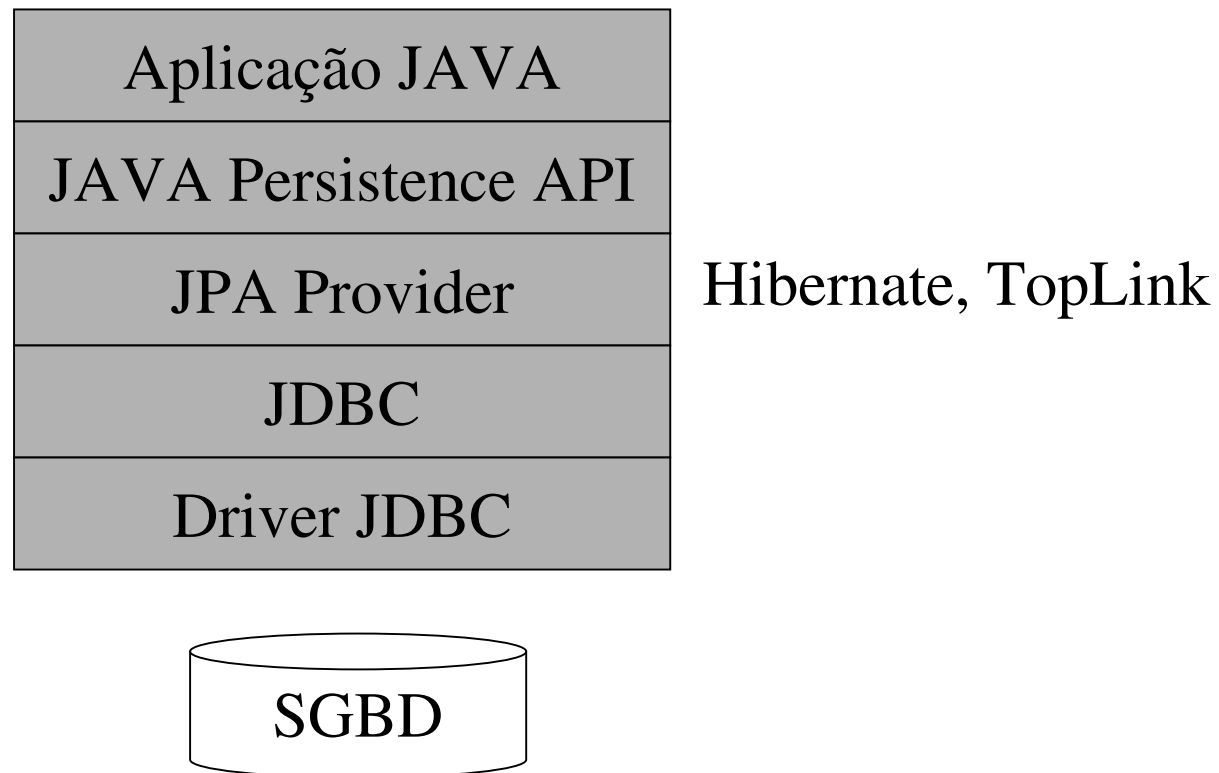 Aplicação JAVA
JAVA Persistence API
JPA Provider
Hibernate, TopLink
JDBC
Driver JDBC
SGBD